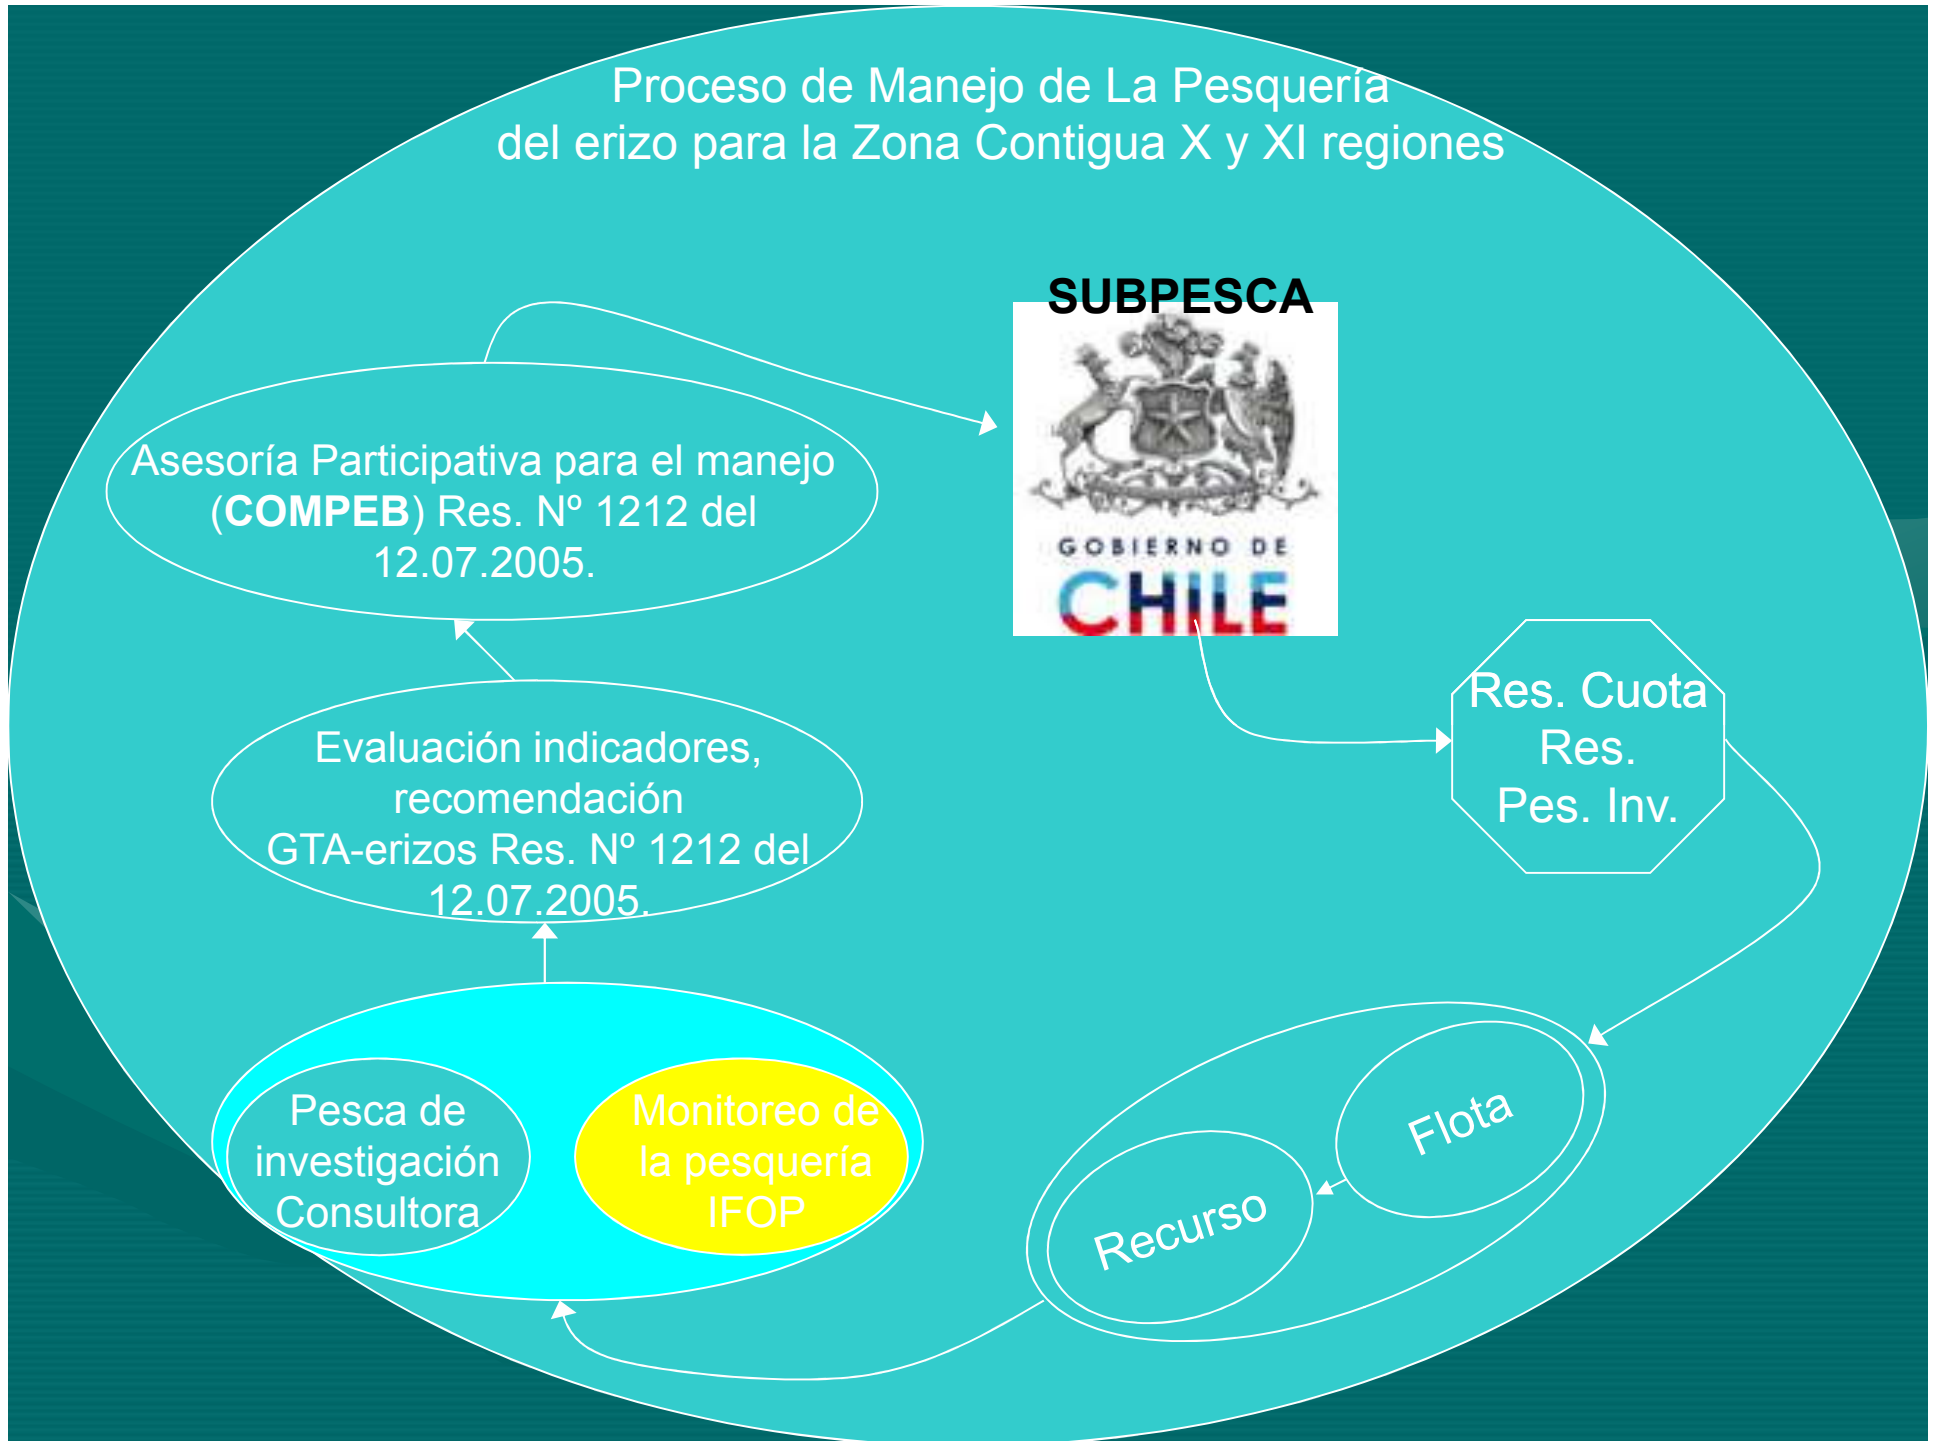 Proceso de Manejo de La Pesquería
del erizo para la Zona Contigua X y XI regiones
SUBPESCA
GOBIERNO DE
CHILE
Asesoría Participativa para el manejo
(COMPEB) Res. Nº 1212 del
12.07.2005.
Res. Cuota
Res.
Pes. Inv.
Evaluación indicadores,
recomendación
GTA-erizos Res. Nº 1212 del
12.07.2005.
Pesca de
investigación
Consultora
Monitoreo de
la pesquería
IFOP
Flota
Recurso